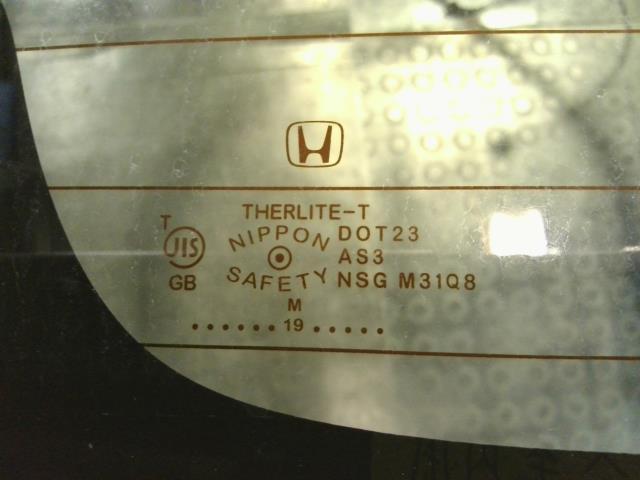 THERLITE-T
T
NIPPON DOT23
JIS AS3
GB SAFETY NSG M31Q8
M
......19.....